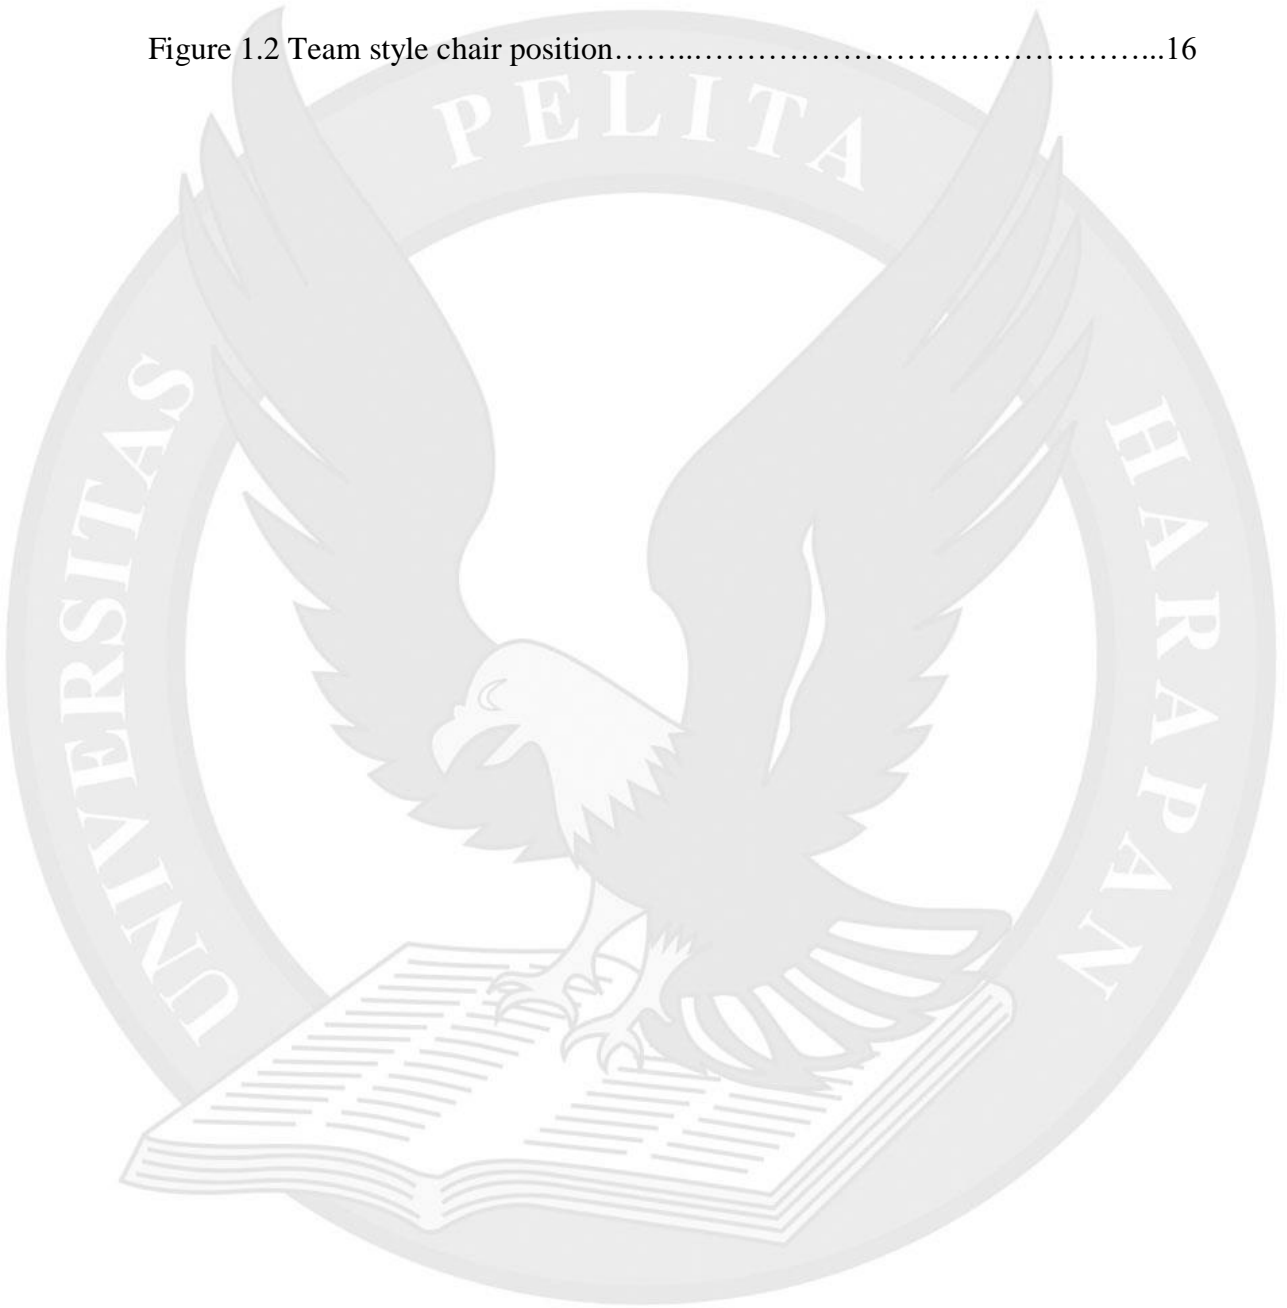 Figure 1.2 Team style chair position……..………………………………………...16
UNIVERSITAS
PELITA
HARAPAN